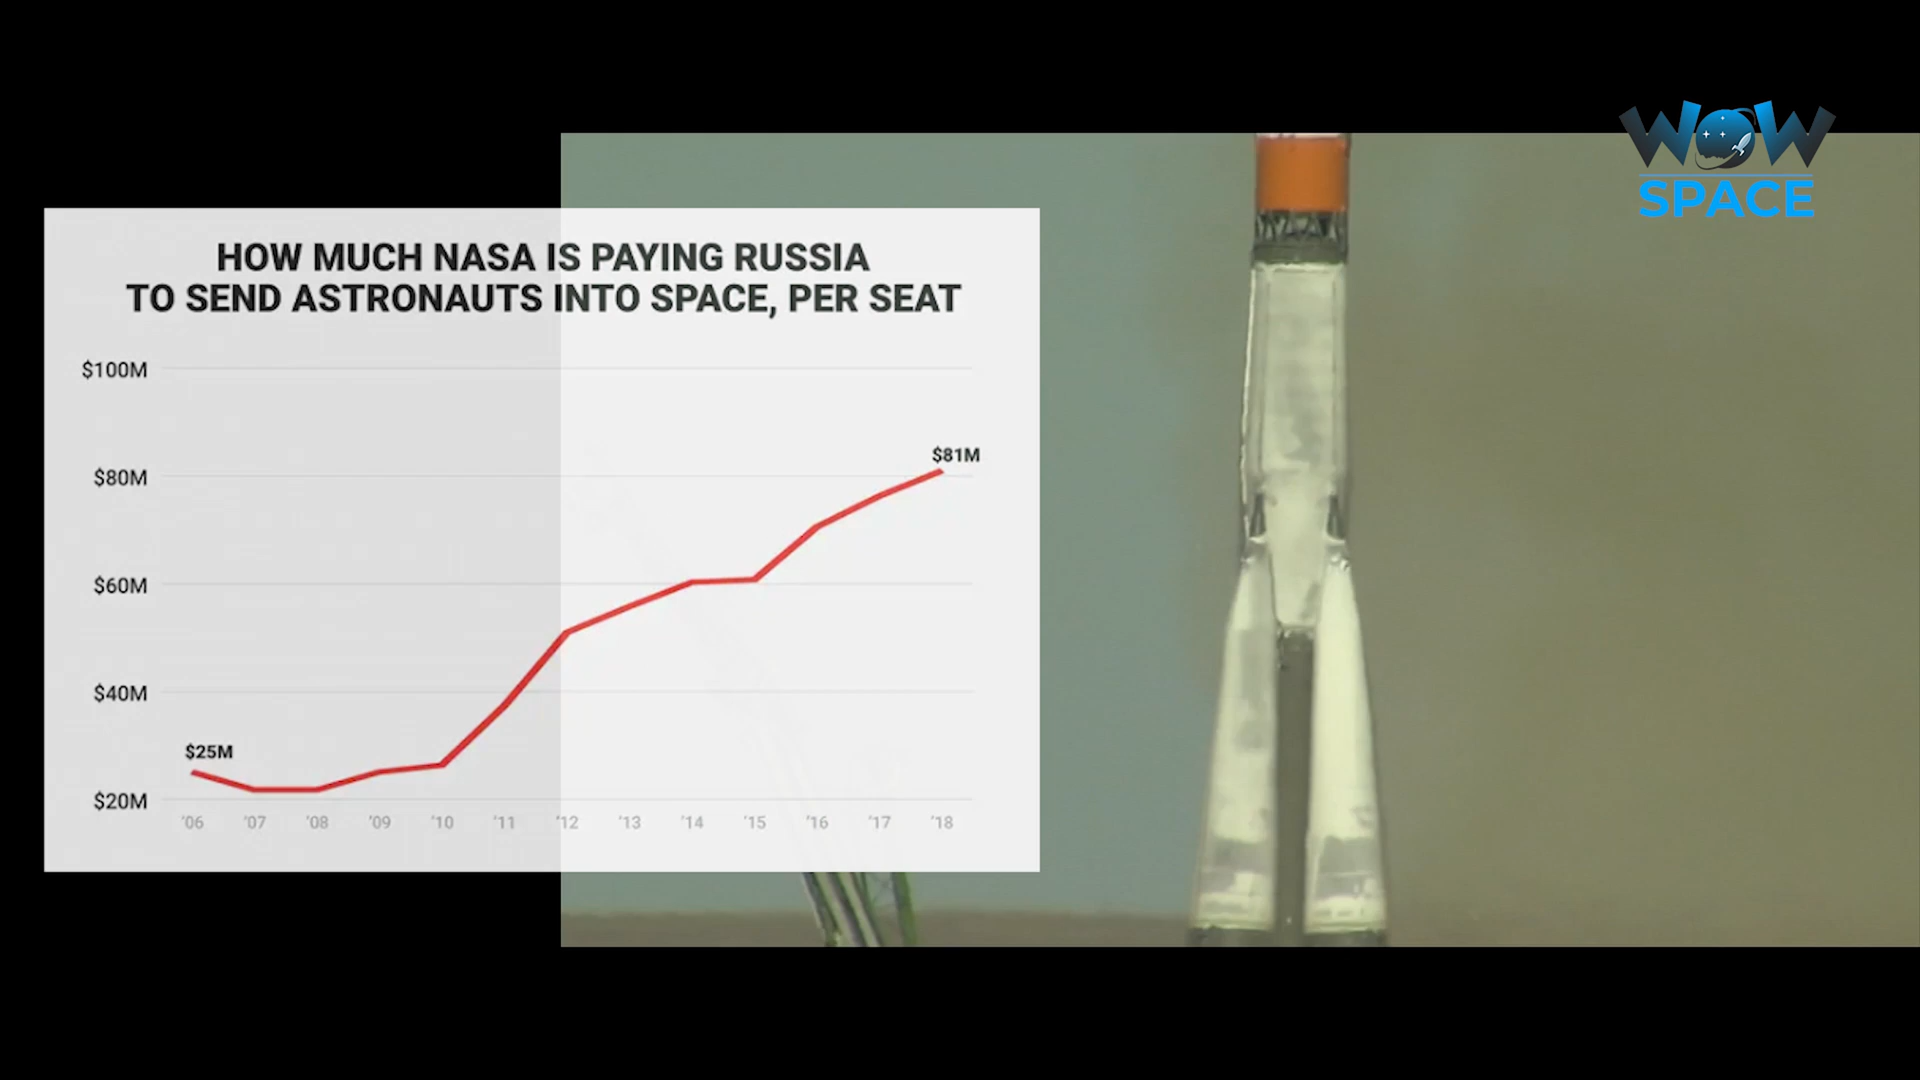 WOW
SPACE
HOW MUCH NASA IS PAYING RUSSIA
TO SEND ASTRONAUTS INTO SPACE, PER SEAT
$100M
$80M
$60M
$40M
$20M
$25M
$81M
'06 '07 '08 '09 '10 '11 '12 '13 '14 '15 '16 '17 '18